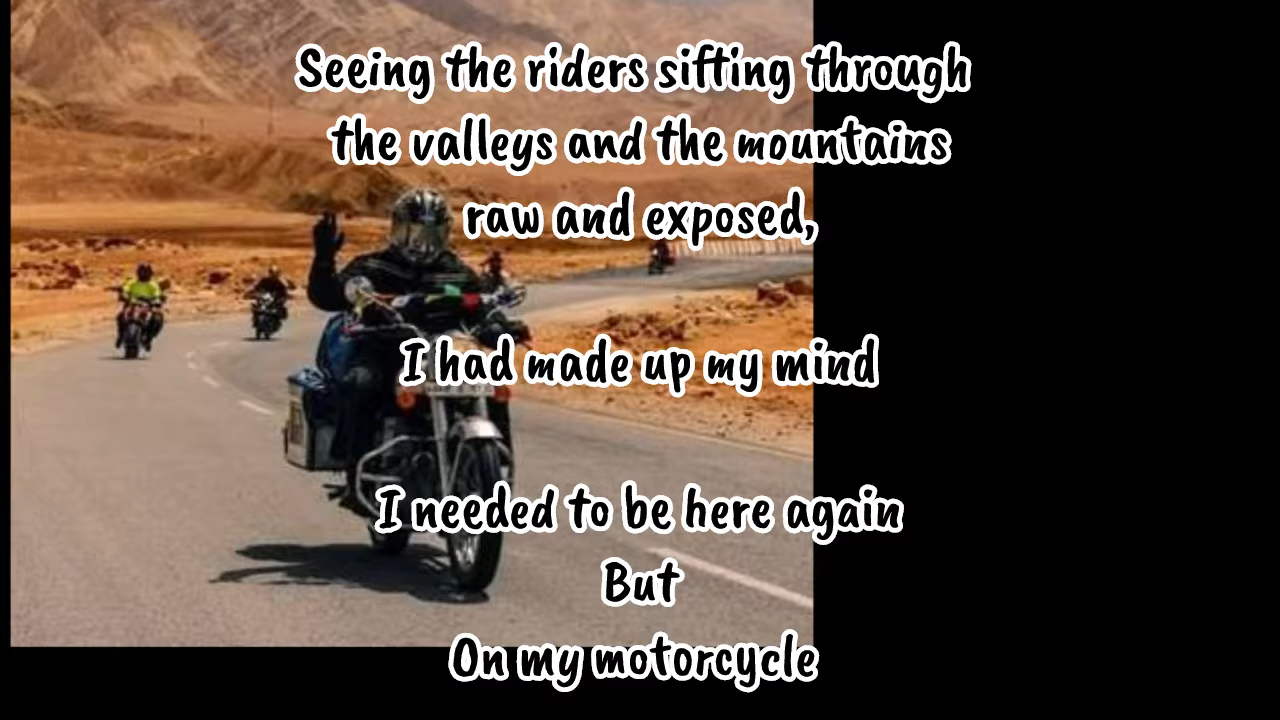 Seeing the riders sifting through
the valleys and the mountains
raw and exposed,
I had made up my mind
I needed to be here again
But
On my motorcycle